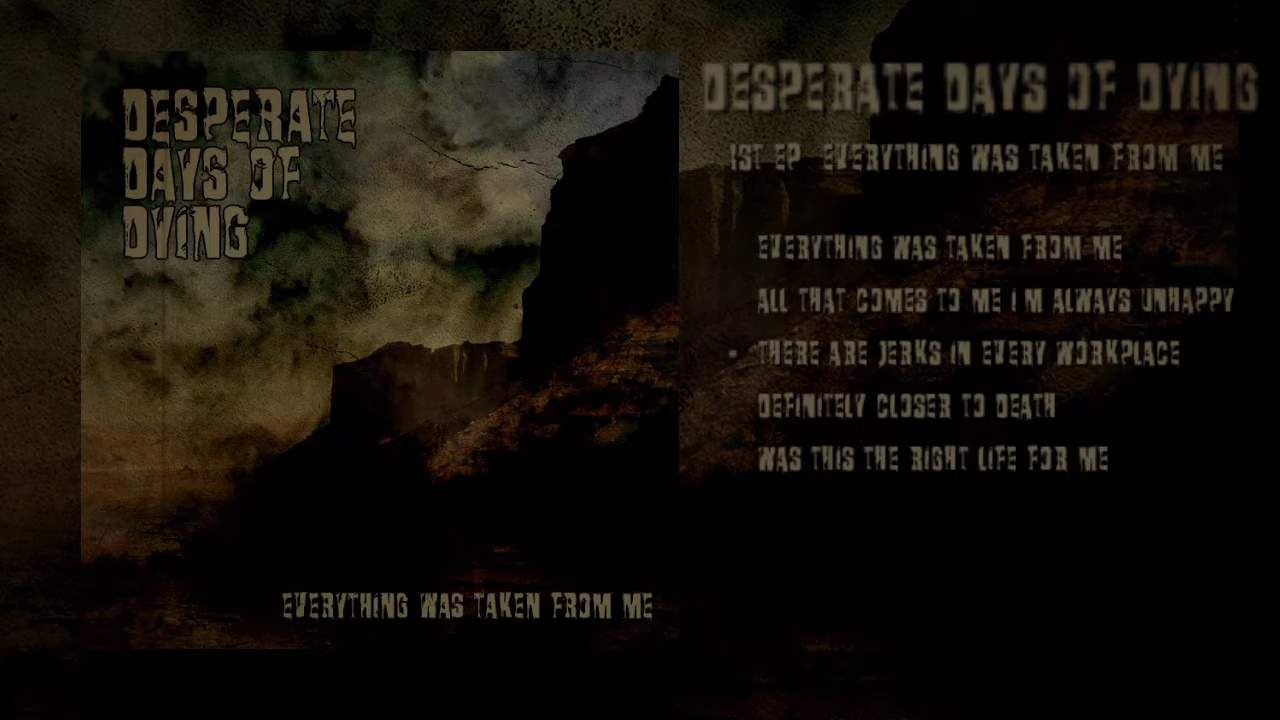 DESPERATE
DAYS OF
DYING
EVERYTHING WAS TAKEN FROM ME
DESPERATE DAYS OF DYING
1ST EP EVERYTHING WAS TAKEN FROM ME
EVERYTHING WAS TAKEN FROM ME
ALL THAT COMES TO ME I M ALWAYS UNHAPPY
· THERE ARE JERKS IN EVERY WORKPLACE
DEFINITELY CLOSER TO DEATH
WAS THIS THE RIGHT LIFE FOR ME